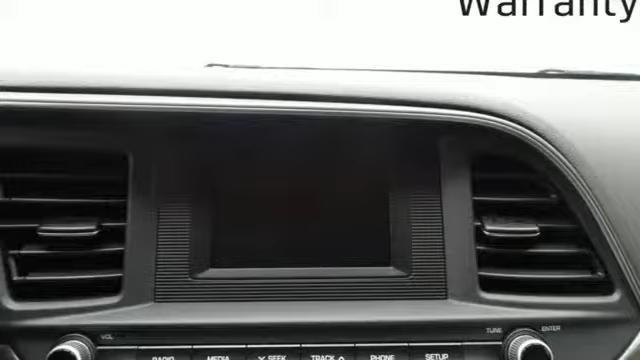 Warranty
VOL
TUNE
ENTER
RADIO MEDIA ∨ SEEK TRACK ∧ PHONE SETUP